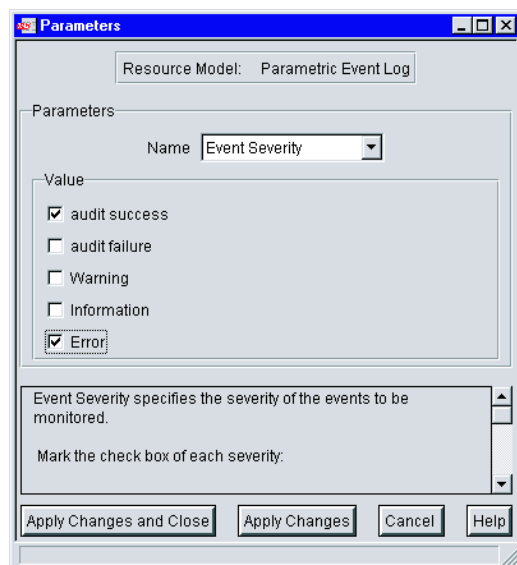 Parameters
Resource Model: Parametric Event Log
Parameters
Name Event Severity
Value
audit success
audit failure
Warning
Information
Error
Event Severity specifies the severity of the events to be
monitored.
Mark the check box of each severity:
Apply Changes and Close Apply Changes Cancel Help